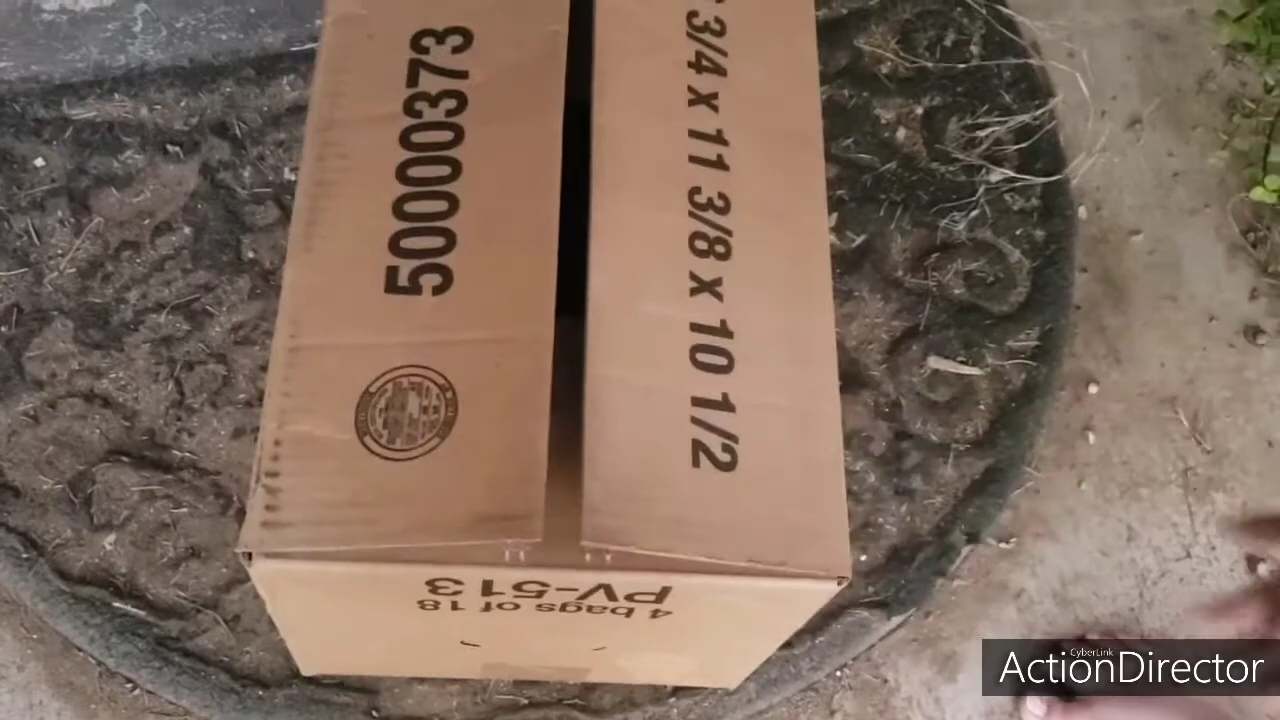 50000373
3/4 x 11 3/8 x 10 1/2
PV-513
4 bags of 18
CyberLink
ActionDirector